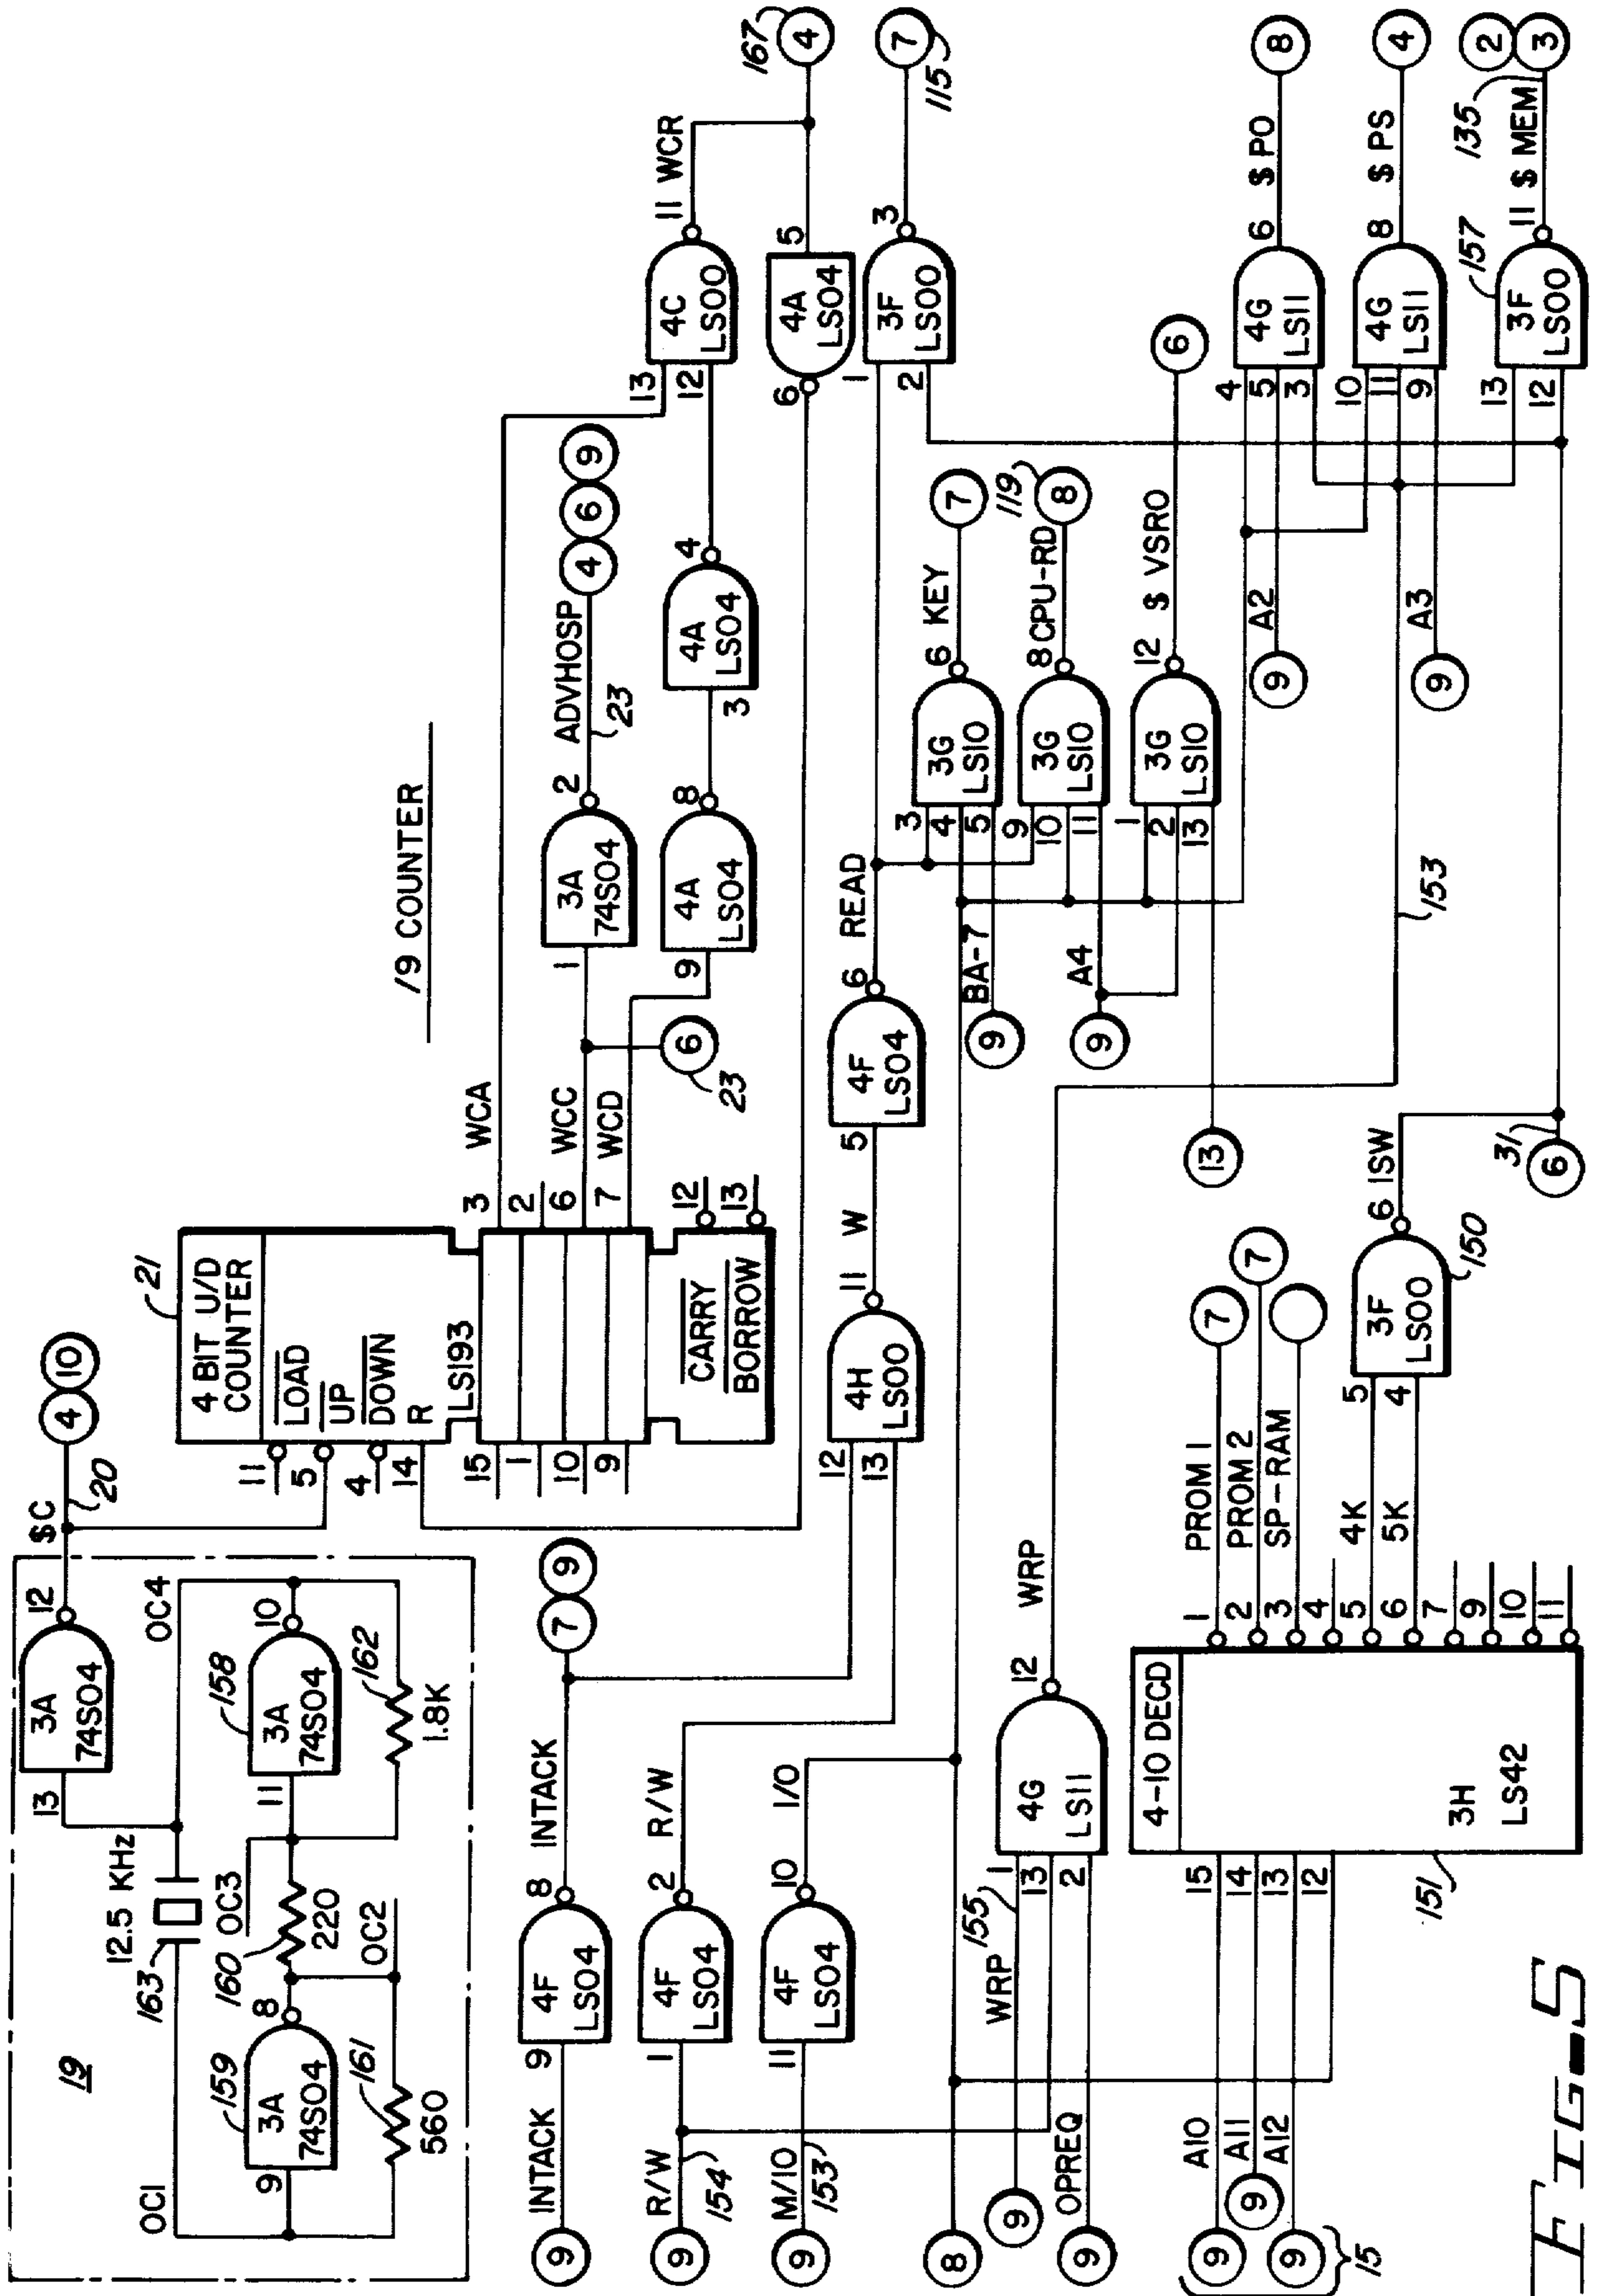 19
OC1
159
3A
74S04
9
8
161
560
163
12.5 KHz
160
OC3
220
OC2
13
3A
74S04
12
$C
20
4
10
11
158
3A
74S04
10
OC4
162
1.8K
21
4 BIT U/D
COUNTER
LOAD
UP
DOWN
R
LS193
CARRY
BORROW
11
5
4
14
15
1
10
9
3
2
6
7
12
13
WCA
WCC
WCD
/9 COUNTER
6
23
1
3A
74S04
2
ADVHOSP
23
4
6
9
9
4A
LS04
8
3
4A
LS04
4
13
12
4C
LS00
11 WCR
167
4
5
4A
LS04
6
9
INTACK
9
4F
LS04
8
INTACK
7
9
9
R/W
154
1
4F
LS04
2
R/W
9
M/IO
153
11
4F
LS04
10
I/O
12
13
4H
LS00
11
W
5
4F
LS04
6
READ
1
2
3F
LS00
3
7
115
8
9
WRP
155
9
OPREQ
1
13
2
4G
LS11
12
WRP
9
BA-7
3
4
5
3G
LS10
6
KEY
7
9
A4
9
10
11
3G
LS10
8
CPU-RD
119
8
13
1
2
13
3G
LS10
12
$ VSRO
6
153
9
A2
4
5
3
4G
LS11
6
$ PO
8
9
A3
10
11
9
4G
LS11
8
$ PS
4
13
12
3F
LS00
157
11
$ MEM
135
2
3
9
A10
9
A11
9
A12
15
15
14
13
12
4-10 DECD
3H
LS42
151
1
2
3
4
5
6
7
9
10
11
PROM 1
7
PROM 2
7
SP-RAM
4K
5K
5
4
3F
LS00
150
6 ISW
31
6
FIG-5